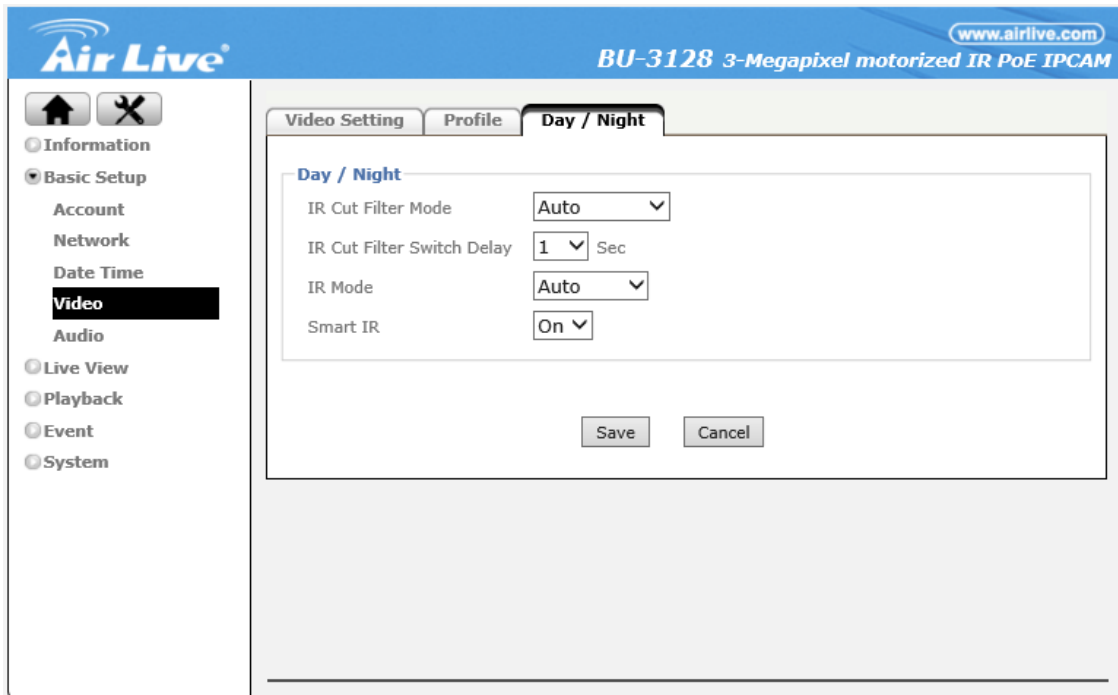 www.airlive.com
Air Live®
BU-3128 3-Megapixel motorized IR PoE IPCAM
Information
Basic Setup
Account
Network
Date Time
Video
Audio
Live View
Playback
Event
System
Video Setting Profile Day / Night
Day / Night
IR Cut Filter Mode Auto
IR Cut Filter Switch Delay 1 Sec
IR Mode Auto
Smart IR On
Save Cancel